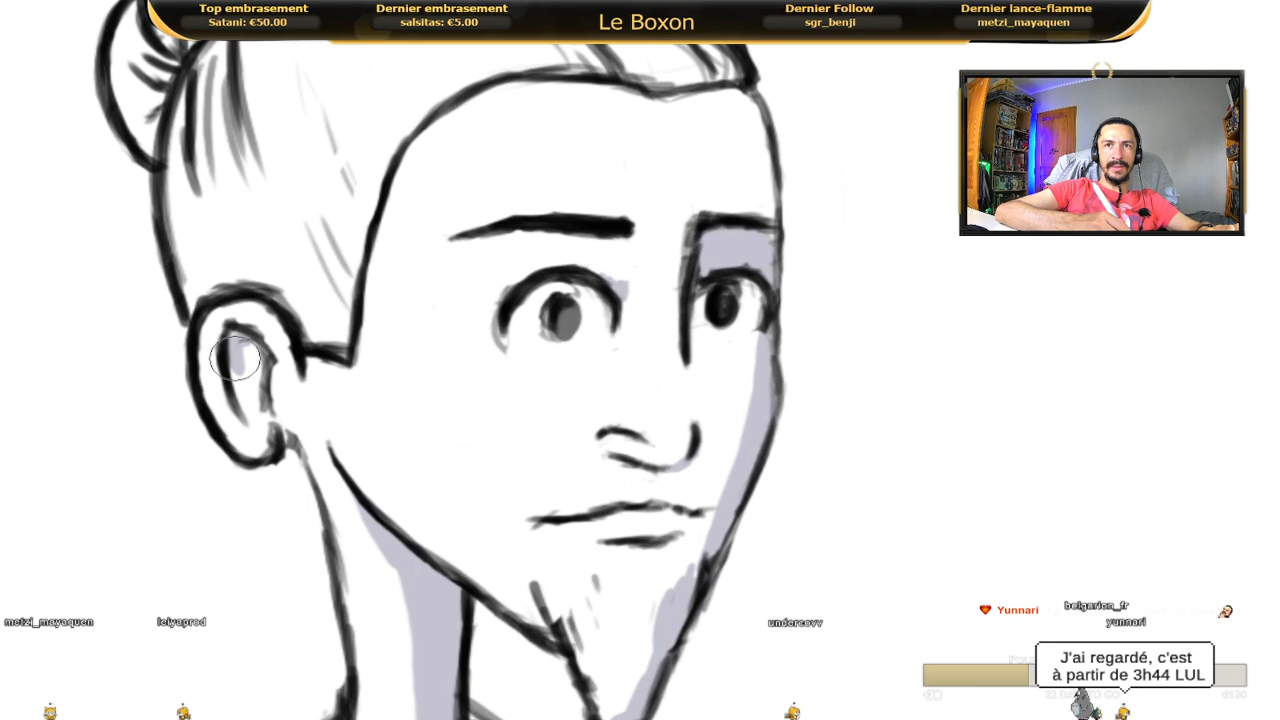 Top embrasement
Satani: €50.00
Dernier embrasement
salsitas: €5.00
Le Boxon
Dernier Follow
sgr_benji
Dernier lance-flamme
metzi_mayaquen
Yunnari
belgarion_fr
yunnari
metzi_mayaquen
leiyaprod
undercovv
J'ai regardé, c'est
à partir de 3h44 LUL